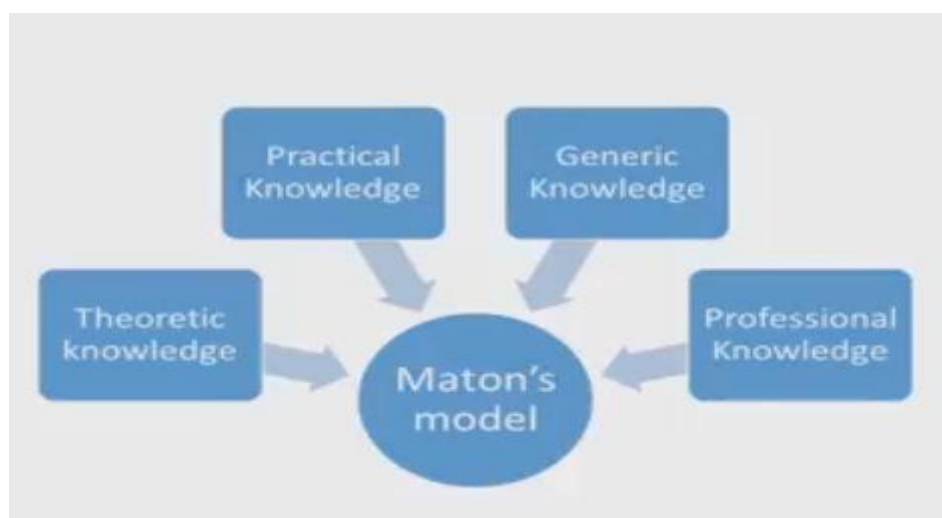 Practical
Knowledge
Generic
Knowledge
Theoretic
knowledge
Professional
Knowledge
Maton's
model